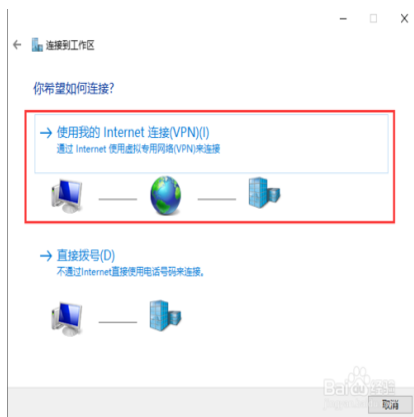 连接到工作区
你希望如何连接?
使用我的 Internet 连接(VPN)(I)
通过 Internet 使用虚拟专用网络(VPN)来连接
直接拨号(D)
不通过Internet直接使用电话号码来连接。
取消